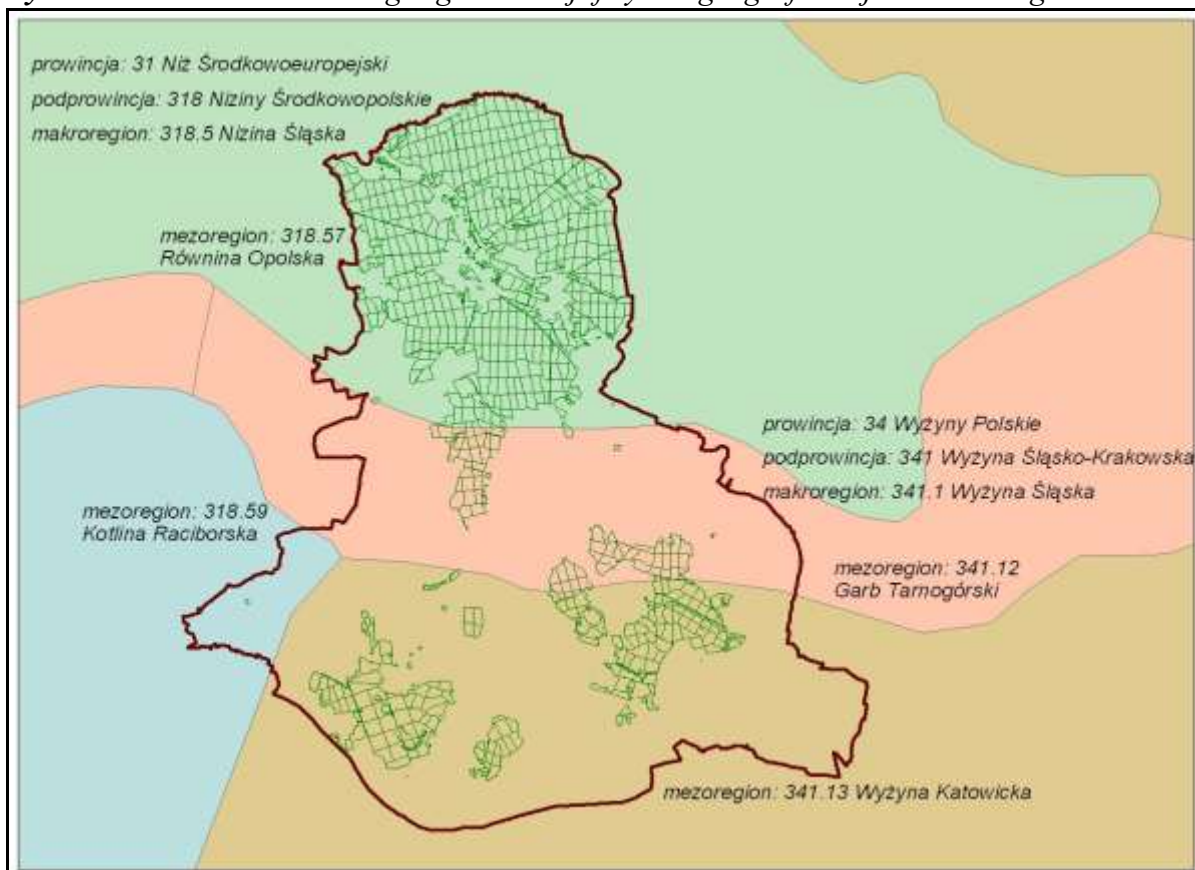 prowincja: 31 Niż Środkowoeuropejski
podprowincja: 318 Niziny Środkowopolskie
makroregion: 318.5 Nizina Śląska
mezoregion: 318.57
Równina Opolska
prowincja: 34 Wyżyny Polskie
podprowincja: 341 Wyżyna Śląsko-Krakowska
makroregion: 341.1 Wyżyna Śląska
mezoregion: 318.59
Kotlina Raciborska
mezoregion: 341.12
Garb Tarnogórski
mezoregion: 341.13 Wyżyna Katowicka